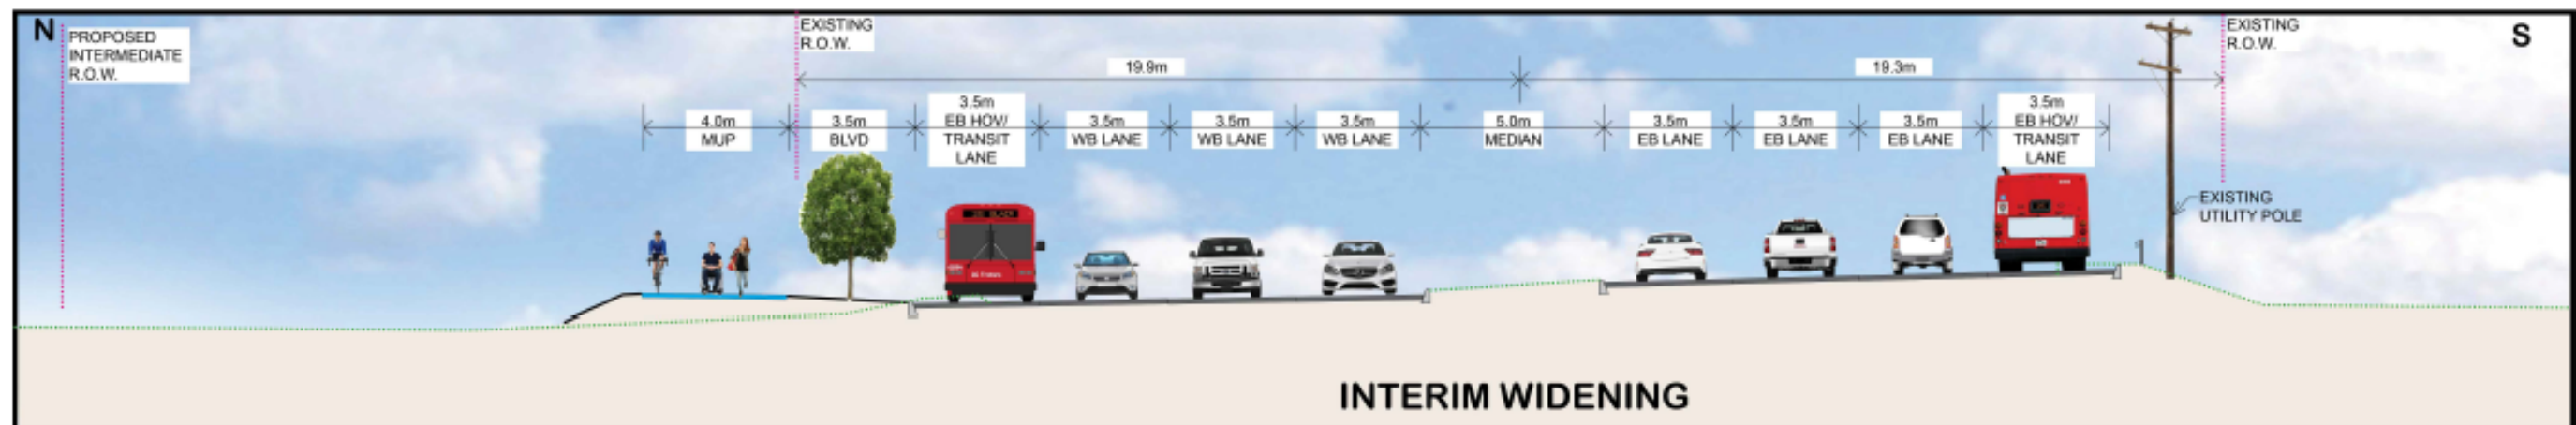 N
PROPOSED
INTERMEDIATE
R.O.W.
EXISTING
R.O.W.
EXISTING
R.O.W.
S
19.9m
19.3m
4.0m
MUP
3.5m
BLVD
3.5m
EB HOV/
TRANSIT
LANE
3.5m
WB LANE
3.5m
WB LANE
3.5m
WB LANE
5.0m
MEDIAN
3.5m
EB LANE
3.5m
EB LANE
3.5m
EB LANE
3.5m
EB HOV/
TRANSIT
LANE
EXISTING
UTILITY POLE
INTERIM WIDENING